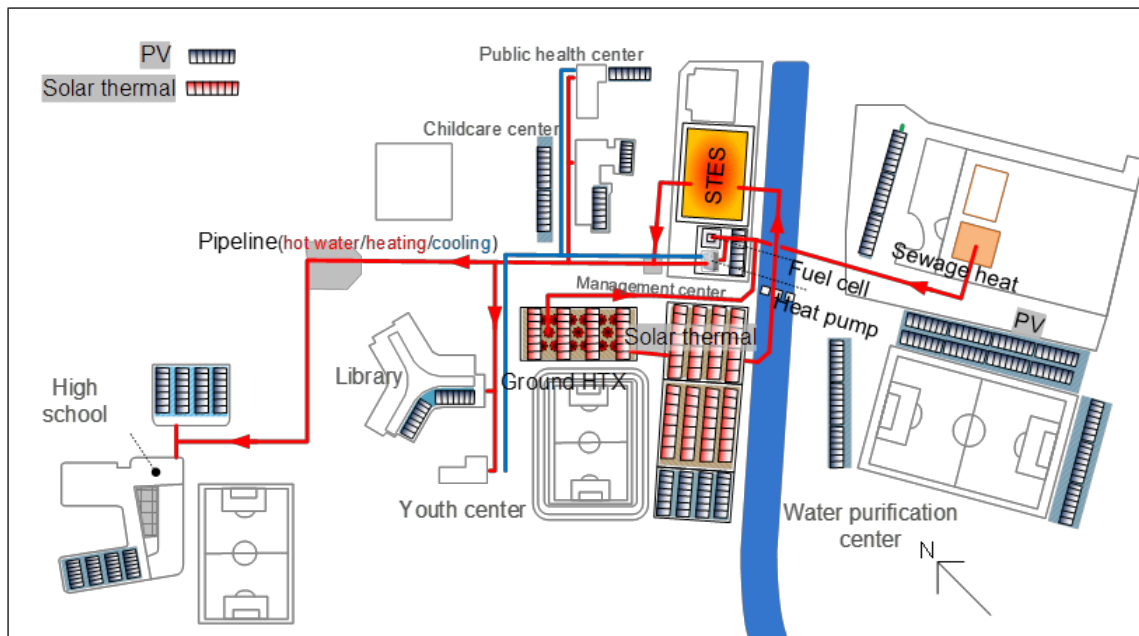 PV
Solar thermal
Public health center
Childcare center
STES
Pipeline(hot water/heating/cooling)
Sewage heat
Fuel cell
Management center
Heat pump
PV
Solar thermal
Library
Ground HTX
High
school
Youth center
Water purification
center
N